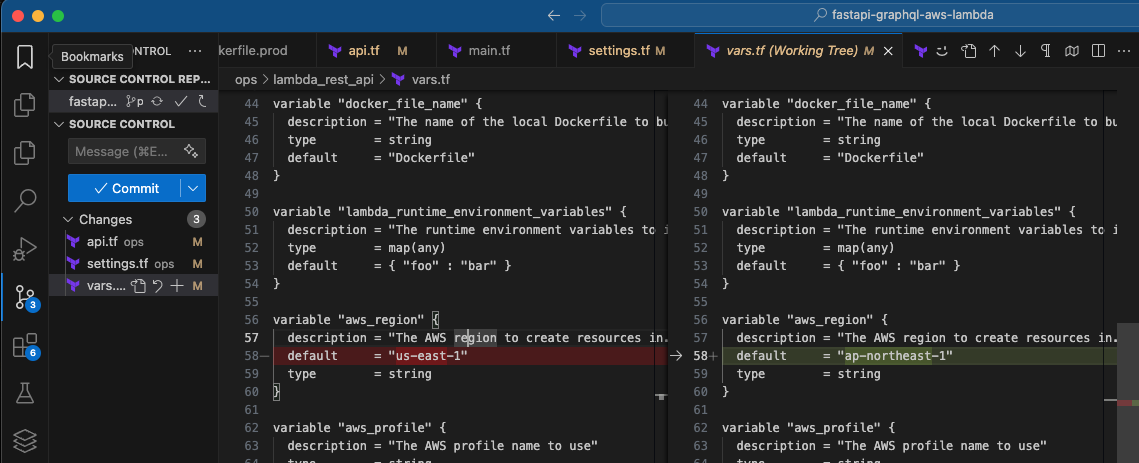 fastapi-graphql-aws-lambda
Bookmarks
CONTROL
SOURCE CONTROL REP...
fastap...
p
SOURCE CONTROL
Message (⌘E...
Commit
Changes
3
api.tf ops M
settings.tf ops M
vars.... M
3
6
kerfile.prod
api.tf M
main.tf
settings.tf M
vars.tf (Working Tree) M
ops > lambda_rest_api > vars.tf
44 variable "docker_file_name" {
45 description = "The name of the local Dockerfile to bu
46 type = string
47 default = "Dockerfile"
48 }
49
50 variable "lambda_runtime_environment_variables" {
51 description = "The runtime environment variables to i
52 type = map(any)
53 default = { "foo" : "bar" }
54 }
55
56 variable "aws_region" {
57 description = "The AWS region to create resources in.
58 — default = "us-east-1"
59 type = string
60 }
61
62 variable "aws_profile" {
63 description = "The AWS profile name to use"
64 type = string
44 variable "docker_file_name" {
45 description = "The name of the local Dockerfile to bu
46 type = string
47 default = "Dockerfile"
48 }
49
50 variable "lambda_runtime_environment_variables" {
51 description = "The runtime environment variables to i
52 type = map(any)
53 default = { "foo" : "bar" }
54 }
55
56 variable "aws_region" {
57 description = "The AWS region to create resources in.
58 + default = "ap-northeast-1"
59 type = string
60 }
61
62 variable "aws_profile" {
63 description = "The AWS profile name to use"
64 type = string